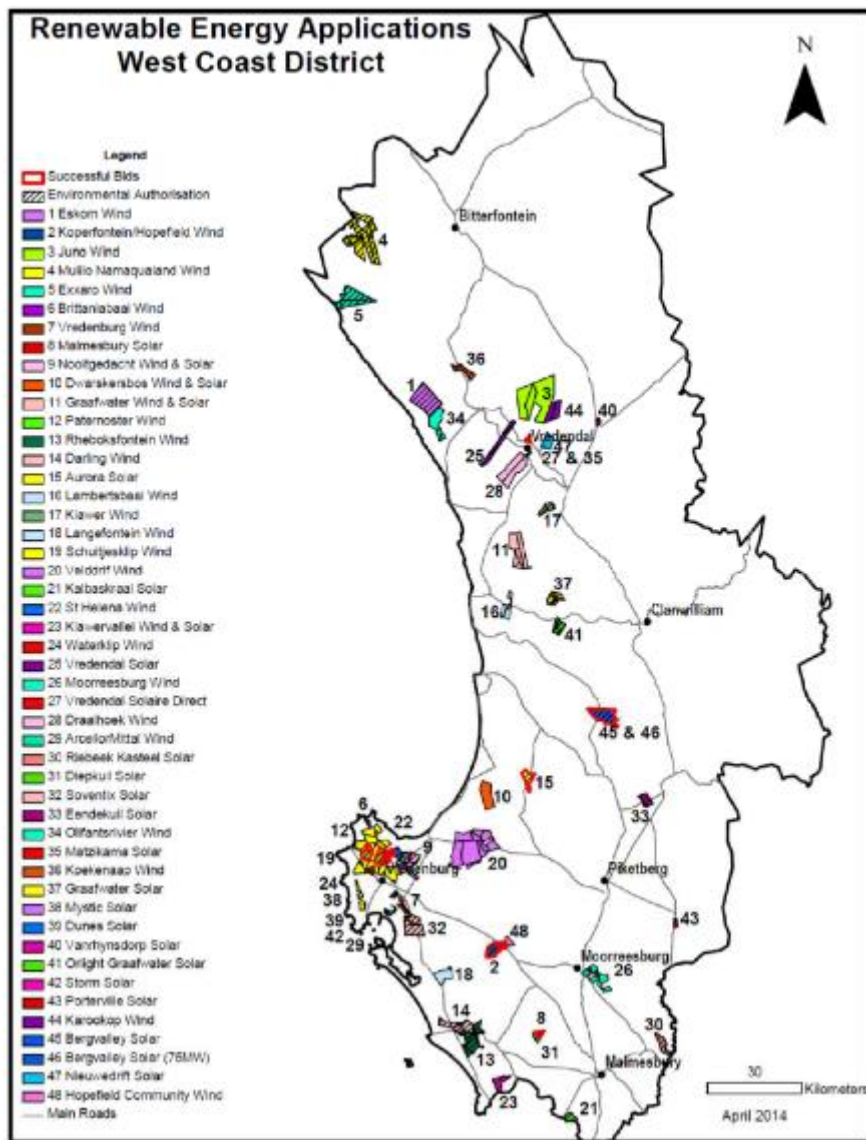 Renewable Energy Applications
West Coast District
N
Legend
Successful Bids
Environmental Authorisation
1 Eskom Wind
2 Koperfontein/Hopefield Wind
3 Juno Wind
4 Mulilo Namaqualand Wind
5 Exxaro Wind
6 Brittaniabaai Wind
7 Vredenburg Wind
8 Malmesbury Solar
9 Nooitgedacht Wind & Solar
10 Dwarskersbos Wind & Solar
11 Graafwater Wind & Solar
12 Paternoster Wind
13 Rheboksfontein Wind
14 Darling Wind
15 Aurora Solar
16 Lambertsbaai Wind
17 Klawer Wind
18 Langefontein Wind
19 Schuitjesklip Wind
20 Velddrif Wind
21 Kalbaskraal Solar
22 St Helena Wind
23 Klawervallei Wind & Solar
24 Waterklip Wind
25 Vredendal Solar
26 Moorreesburg Wind
27 Vredendal Solaire Direct
28 Draaihoek Wind
29 ArcellorMittal Wind
30 Riebeek Kasteel Solar
31 Diepkuil Solar
32 Soventix Solar
33 Eendekuil Solar
34 Olifantsrivier Wind
35 Matzikama Solar
36 Koekenaap Wind
37 Graafwater Solar
38 Mystic Solar
39 Dunes Solar
40 Vanrhynsdorp Solar
41 Orlight Graafwater Solar
42 Storm Solar
43 Porterville Solar
44 Karookop Wind
45 Bergvalley Solar
46 Bergvalley Solar (75MW)
47 Nieuwedrift Solar
48 Hopefield Community Wind
Main Roads
Bitterfontein
4
5
36
1
34
3
44
40
Vredendal
47
25
27 & 35
28
17
11
37
16
Clanwilliam
41
45 & 46
15
10
33
6
22
12
9
19
20
Vredenburg
Piketberg
24
38
7
39
32
42
29
43
48
2
Moorreesburg
26
18
14
8
30
13
31
Malmesbury
23
21
30
Kilometers
April 2014